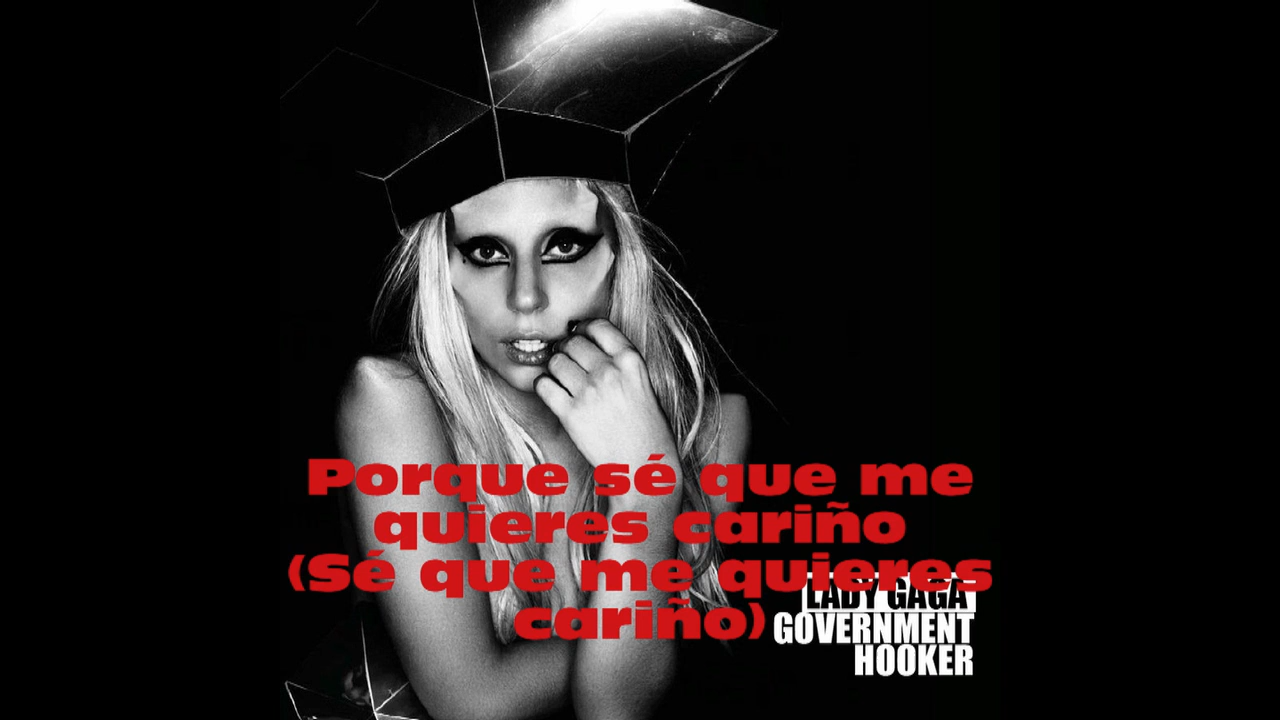 Porque sé que me
quieres cariño
(Sé que me quieres
cariño)
LADY GAGA
GOVERNMENT
HOOKER